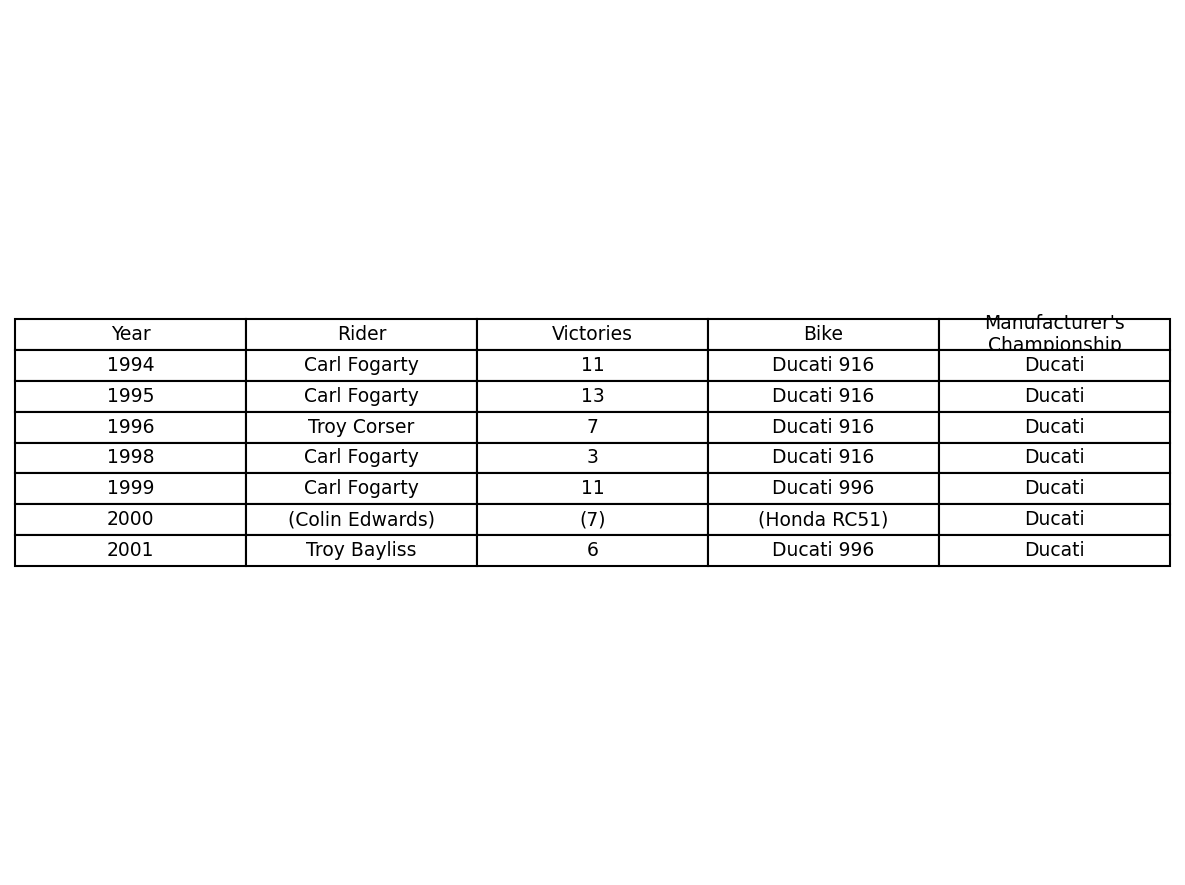 Year Rider Victories Bike Manufacturer's Championship
1994 Carl Fogarty 11 Ducati 916 Ducati
1995 Carl Fogarty 13 Ducati 916 Ducati
1996 Troy Corser 7 Ducati 916 Ducati
1998 Carl Fogarty 3 Ducati 916 Ducati
1999 Carl Fogarty 11 Ducati 996 Ducati
2000 (Colin Edwards) (7) (Honda RC51) Ducati
2001 Troy Bayliss 6 Ducati 996 Ducati